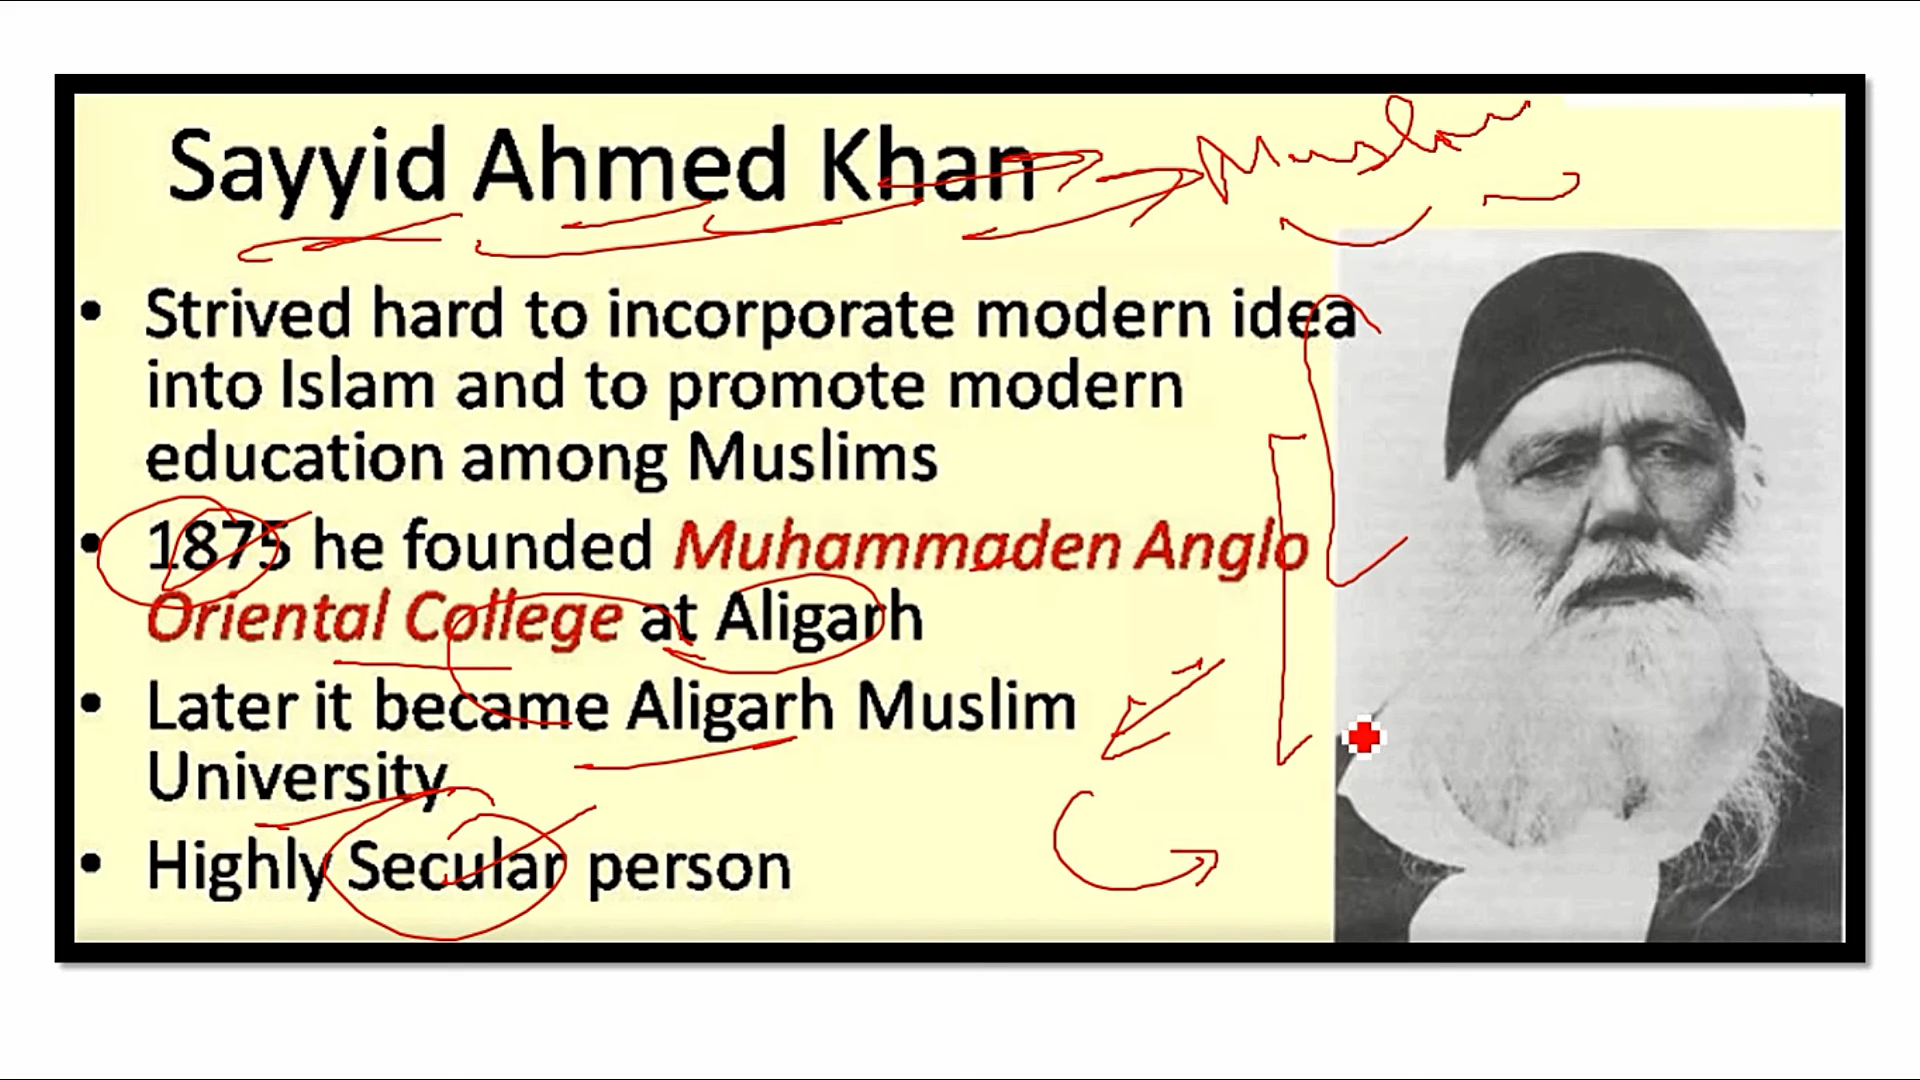 Sayyid Ahmed Khan
Muslim
• Strived hard to incorporate modern idea
into Islam and to promote modern
education among Muslims
• 1875 he founded Muhammaden Anglo
Oriental College at Aligarh
• Later it became Aligarh Muslim
University
• Highly Secular person